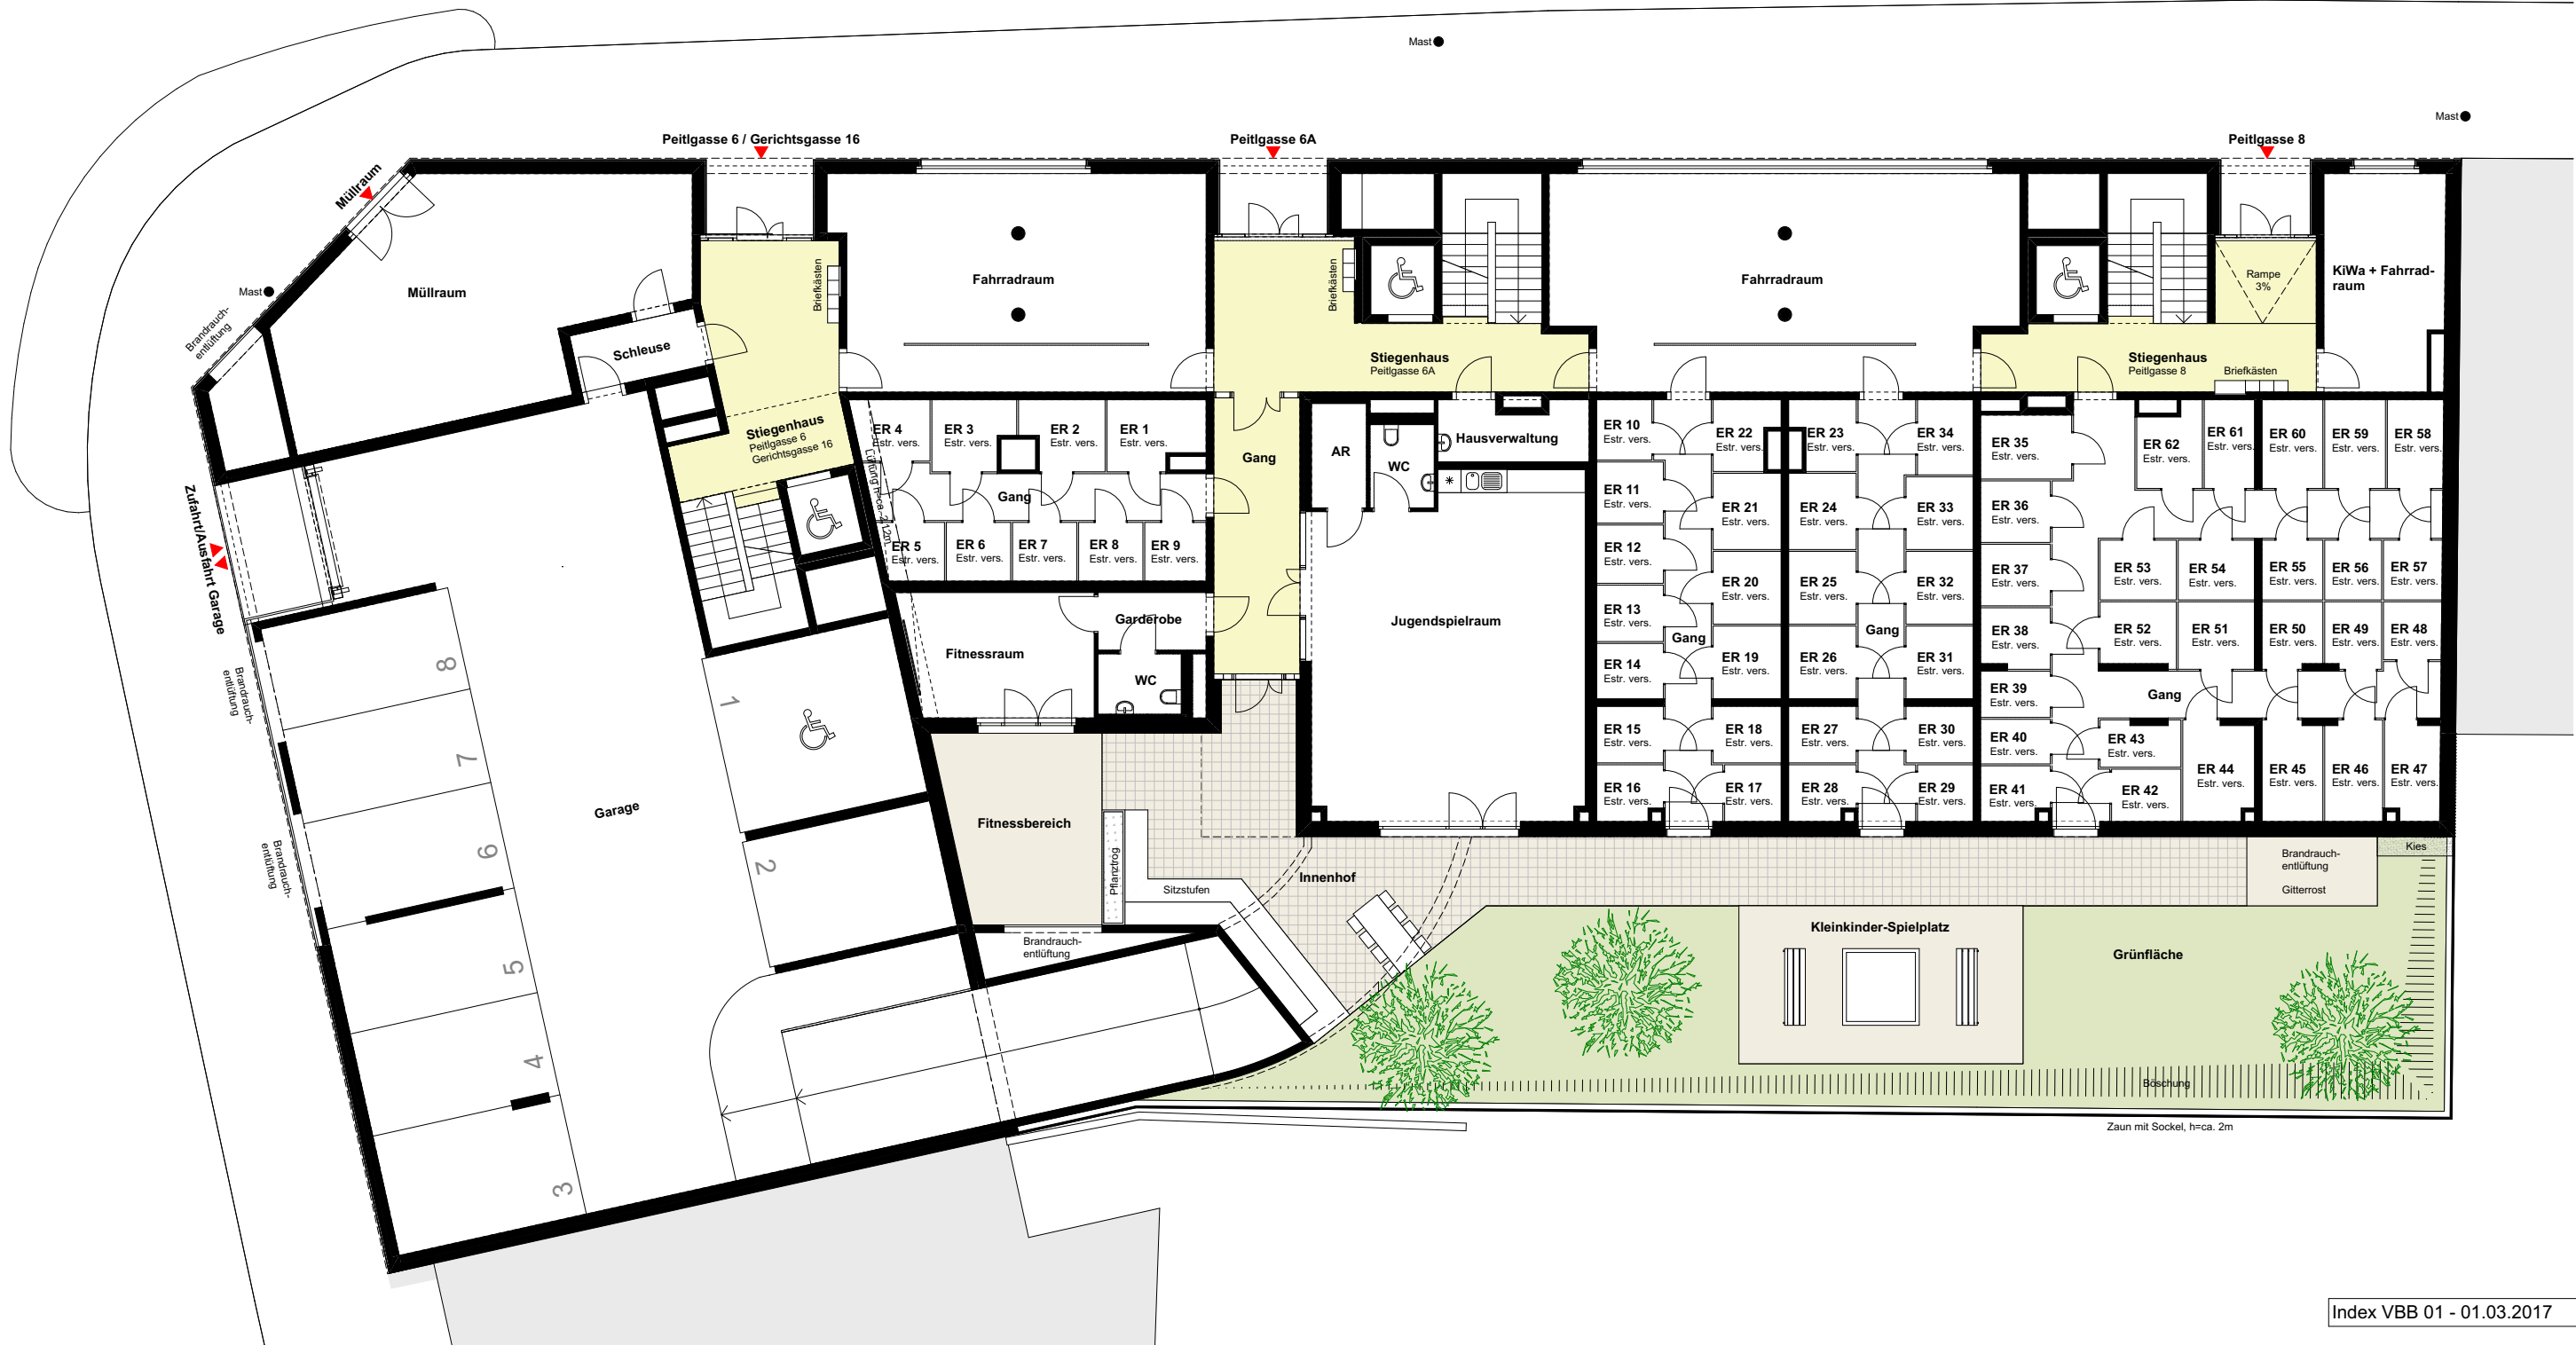 Mast
Mast
Peitlgasse 6 / Gerichtsgasse 16
Peitlgasse 6A
Peitlgasse 8
Müllraum
Mast
Brandrauch-
entlüftung
Müllraum
Schleuse
Briefkästen
Fahrradraum
Briefkästen
Fahrradraum
Rampe
3%
KiWa + Fahrrad-
raum
Stiegenhaus
Peitlgasse 6
Gerichtsgasse 16
Stiegenhaus
Peitlgasse 6A
Stiegenhaus
Peitlgasse 8
Briefkästen
ER 4
Estr. vers.
ER 3
Estr. vers.
ER 2
Estr. vers.
ER 1
Estr. vers.
Lüftung h=ca. 2,12m
Gang
ER 5
Estr. vers.
ER 6
Estr. vers.
ER 7
Estr. vers.
ER 8
Estr. vers.
ER 9
Estr. vers.
Gang
AR
WC
Hausverwaltung
Jugendspielraum
ER 10
Estr. vers.
ER 22
Estr. vers.
ER 23
Estr. vers.
ER 34
Estr. vers.
ER 11
Estr. vers.
ER 21
Estr. vers.
ER 24
Estr. vers.
ER 33
Estr. vers.
ER 12
Estr. vers.
ER 20
Estr. vers.
ER 25
Estr. vers.
ER 32
Estr. vers.
ER 13
Estr. vers.
Gang
Gang
ER 14
Estr. vers.
ER 19
Estr. vers.
ER 26
Estr. vers.
ER 31
Estr. vers.
ER 15
Estr. vers.
ER 18
Estr. vers.
ER 27
Estr. vers.
ER 30
Estr. vers.
ER 16
Estr. vers.
ER 17
Estr. vers.
ER 28
Estr. vers.
ER 29
Estr. vers.
ER 35
Estr. vers.
ER 62
Estr. vers.
ER 61
Estr. vers.
ER 60
Estr. vers.
ER 59
Estr. vers.
ER 58
Estr. vers.
ER 36
Estr. vers.
ER 37
Estr. vers.
ER 53
Estr. vers.
ER 54
Estr. vers.
ER 55
Estr. vers.
ER 56
Estr. vers.
ER 57
Estr. vers.
ER 38
Estr. vers.
ER 52
Estr. vers.
ER 51
Estr. vers.
ER 50
Estr. vers.
ER 49
Estr. vers.
ER 48
Estr. vers.
ER 39
Estr. vers.
Gang
ER 40
Estr. vers.
ER 43
Estr. vers.
ER 41
Estr. vers.
ER 42
Estr. vers.
ER 44
Estr. vers.
ER 45
Estr. vers.
ER 46
Estr. vers.
ER 47
Estr. vers.
Zufahrt/Ausfahrt Garage
Brandrauch-
entlüftung
Brandrauch-
entlüftung
Garage
8
7
6
5
4
3
1
2
Fitnessraum
Garderobe
WC
Fitnessbereich
Pflanztrog
Sitzstufen
Brandrauch-
entlüftung
Innenhof
Kleinkinder-Spielplatz
Grünfläche
Brandrauch-
entlüftung
Gitterrost
Kies
Böschung
Zaun mit Sockel, h=ca. 2m
Index VBB 01 - 01.03.2017